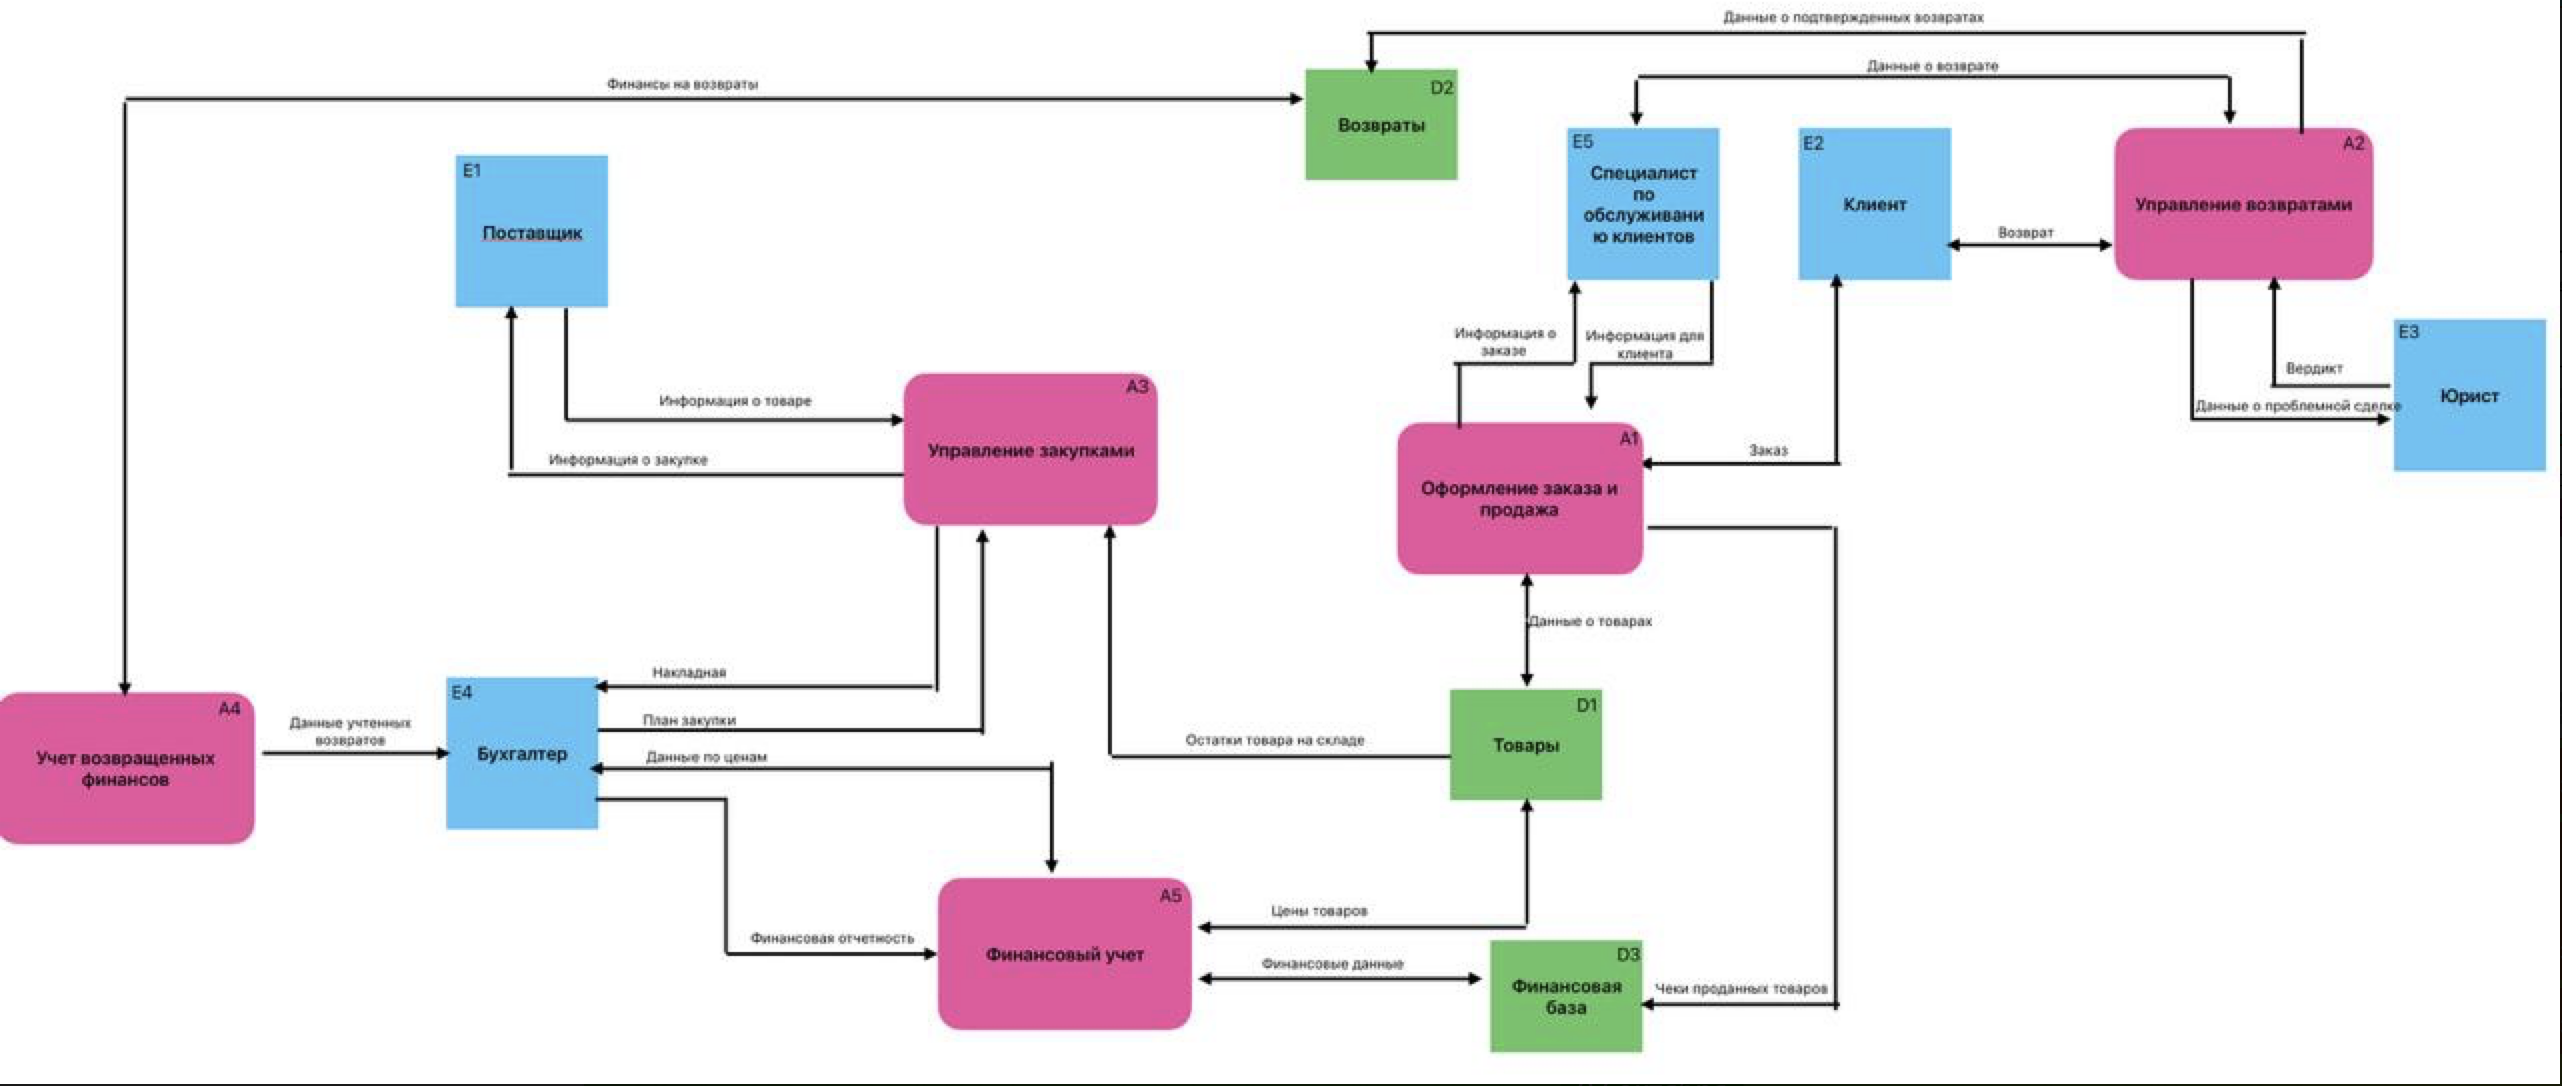 Данные о подтвержденных возвратах
Данные о возврате
Финансы на возвраты
D2
Возвраты
E5
Специалист
по
обслуживани
ю клиентов
E2
Клиент
A2
Управление возвратами
E1
Поставщик
Возврат
Информация о
заказе
Информация для
клиента
E3
Юрист
Вердикт
Данные о проблемной сделке
A3
Управление закупками
Информация о товаре
Информация о закупке
A1
Оформление заказа и
продажа
Заказ
Данные о товарах
Накладная
План закупки
Данные по ценам
A4
Учет возвращенных
финансов
Данные учтенных
возвратов
E4
Бухгалтер
Остатки товара на складе
D1
Товары
A5
Финансовый учет
Финансовая отчетность
Цены товаров
Финансовые данные
D3
Финансовая
база
Чеки проданных товаров